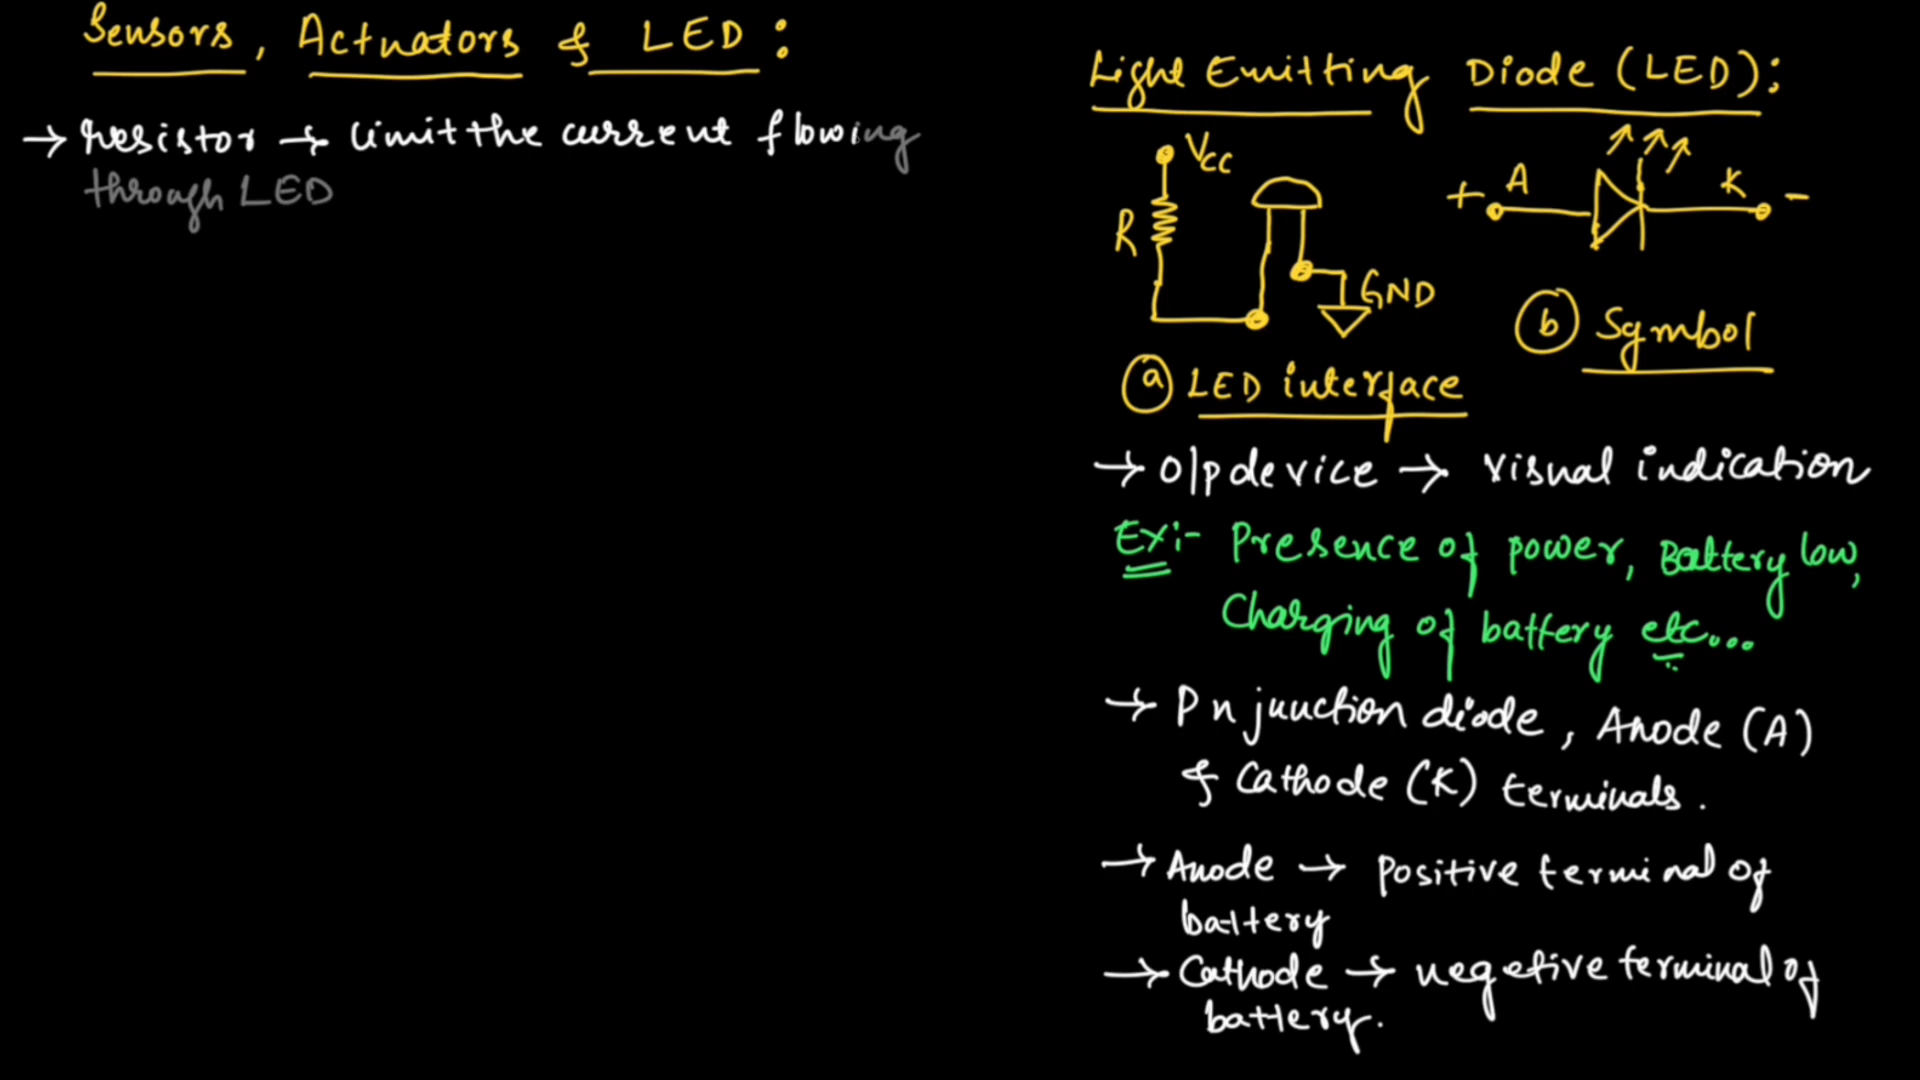 Sensors, Actuators & LED:
→ resistor → limit the current flowing
through LED
Light Emitting Diode (LED):
Vcc
R
GND
+ A K -
ⓑ Symbol
ⓐ LED interface
→ O/p device → visual indication
Ex:- Presence of power, Battery low,
Charging of battery etc...
→ Pn junction diode, Anode (A)
& Cathode (K) terminals.
→ Anode → positive terminal of
battery
→ Cathode → negetive terminal of
battery.